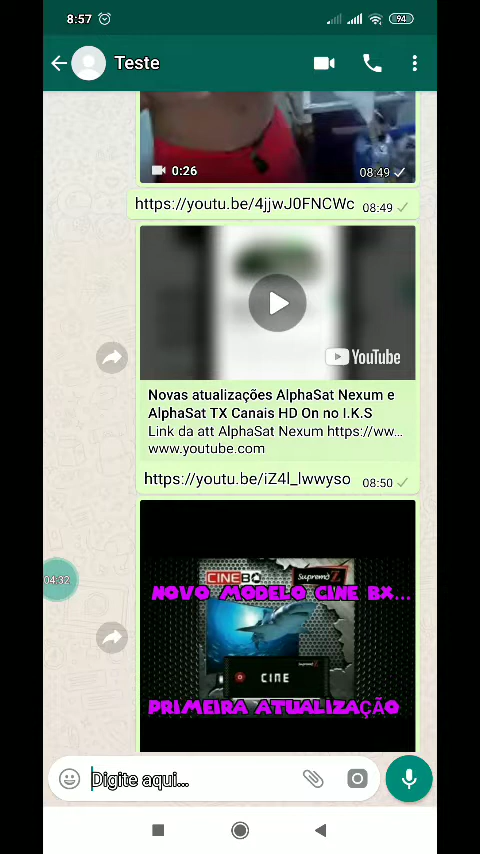 8:57
94
Teste
0:26
08:49
https://youtu.be/4jjwJ0FNCWc 08:49
YouTube
Novas atualizações AlphaSat Nexum e
AlphaSat TX Canais HD On no I.K.S
Link da att AlphaSat Nexum https://ww...
www.youtube.com
https://youtu.be/iZ4l_lwwyso 08:50
04:32
CINEBO
Supremo Z
NOVO MODELO CINE BX...
CINE
PRIMEIRA ATUALIZAÇÃO
Digite aqui...